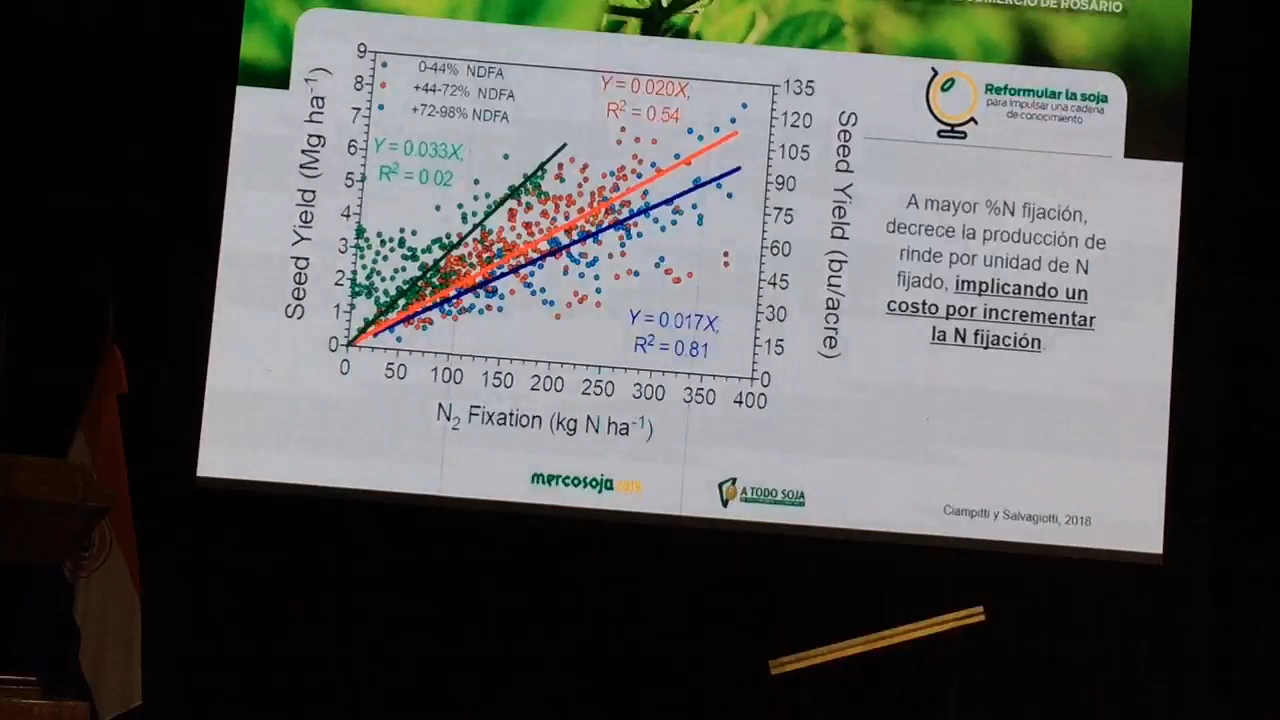 COMERCIO DE ROSARIO
Reformular la soja
para impulsar una cadena
de conocimiento
0-44% NDFA
+44-72% NDFA
+72-98% NDFA
Y = 0.020X,
R² = 0.54
Y = 0.033X,
R² = 0.02
Y = 0.017X,
R² = 0.81
Seed Yield (Mg ha⁻¹)
9
8
7
6
5
4
3
2
1
0
0 50 100 150 200 250 300 350 400
N₂ Fixation (kg N ha⁻¹)
135
120
105
90
75
60
45
30
15
0
Seed Yield (bu/acre)
A mayor %N fijación,
decrece la producción de
rinde por unidad de N
fijado, implicando un
costo por incrementar
la N fijación.
mercosoja 2019
A TODO SOJA
Ciampitti y Salvagiotti, 2018